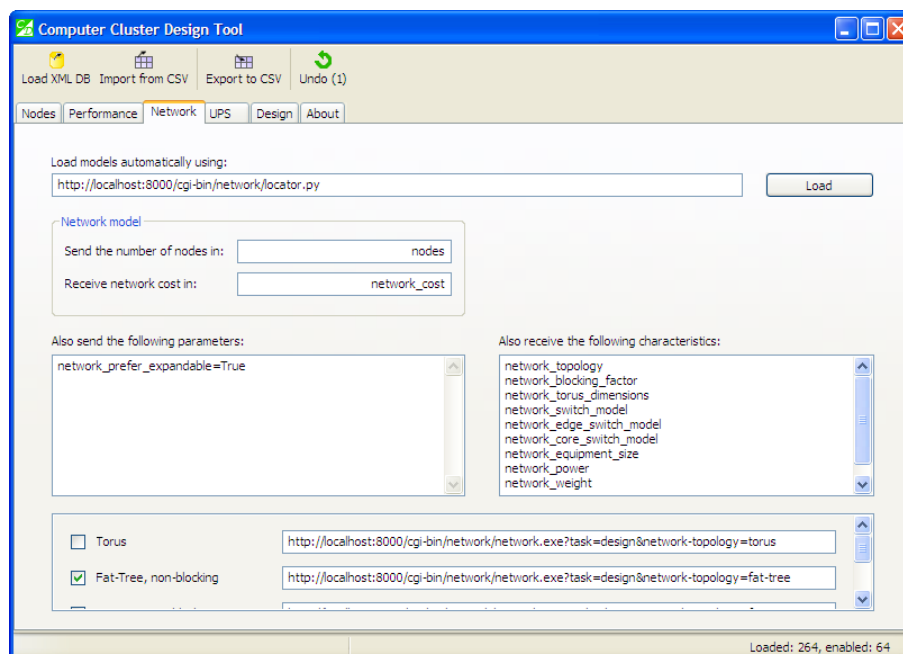 Computer Cluster Design Tool
Load XML DB Import from CSV Export to CSV Undo (1)
Nodes Performance Network UPS Design About
Load models automatically using:
http://localhost:8000/cgi-bin/network/locator.py Load
Network model
Send the number of nodes in: nodes
Receive network cost in: network_cost
Also send the following parameters:
network_prefer_expandable=True
Also receive the following characteristics:
network_topology
network_blocking_factor
network_torus_dimensions
network_switch_model
network_edge_switch_model
network_core_switch_model
network_equipment_size
network_power
network_weight
Torus http://localhost:8000/cgi-bin/network/network.exe?task=design&network-topology=torus
Fat-Tree, non-blocking http://localhost:8000/cgi-bin/network/network.exe?task=design&network-topology=fat-tree
Loaded: 264, enabled: 64